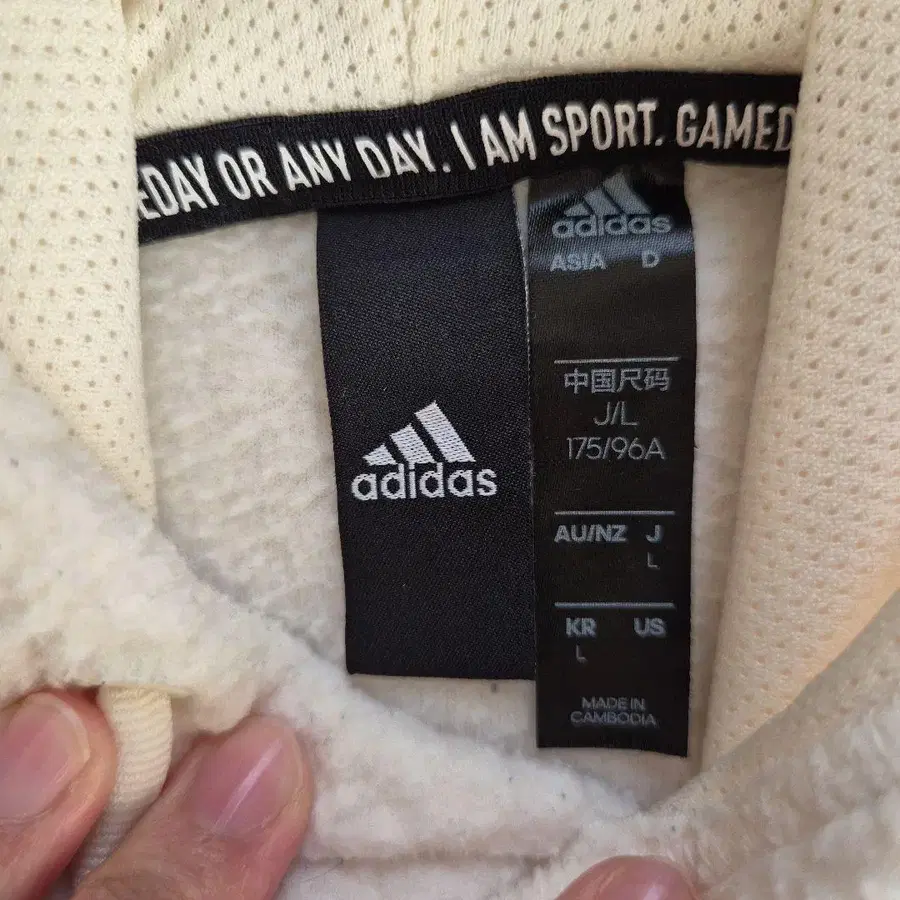 EDAY OR ANY DAY. I AM SPORT. GAMED
adidas
adidas
ASIA D
中国尺码
J/L
175/96A
AU/NZ J
L
KR US
L
MADE IN
CAMBODIA